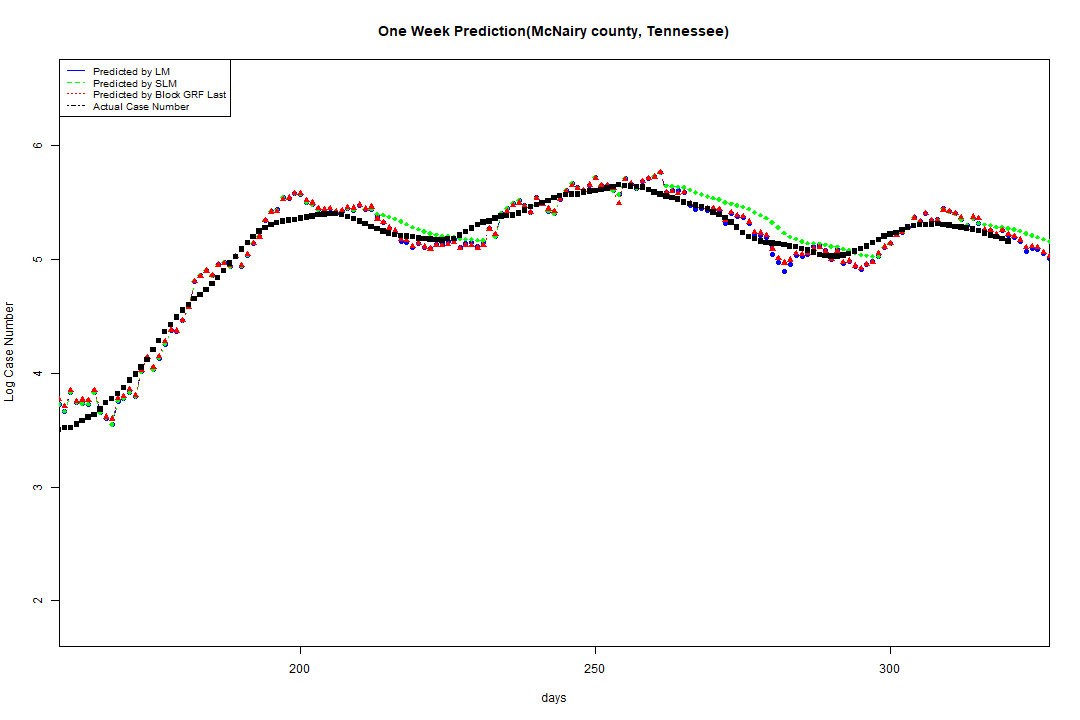 One Week Prediction(McNairy county, Tennessee)
Predicted by LM
Predicted by SLM
Predicted by Block GRF Last
Actual Case Number
6
5
4
3
2
Log Case Number
200 250 300
days